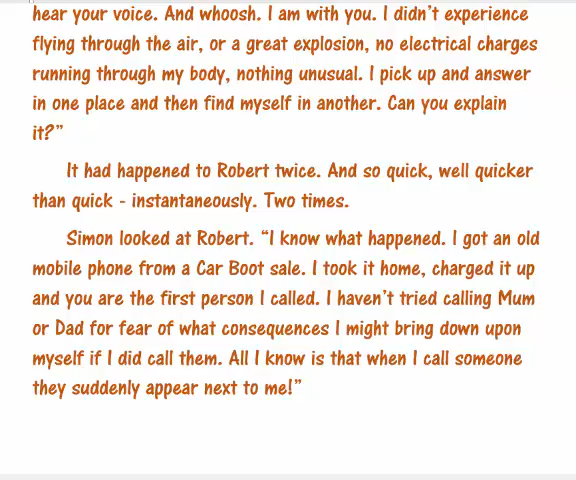 hear your voice. And whoosh. I am with you. I didn't experience
flying through the air, or a great explosion, no electrical charges
running through my body, nothing unusual. I pick up and answer
in one place and then find myself in another. Can you explain
it?”
It had happened to Robert twice. And so quick, well quicker
than quick - instantaneously. Two times.
Simon looked at Robert. “I know what happened. I got an old
mobile phone from a Car Boot sale. I took it home, charged it up
and you are the first person I called. I haven't tried calling Mum
or Dad for fear of what consequences I might bring down upon
myself if I did call them. All I know is that when I call someone
they suddenly appear next to me!”